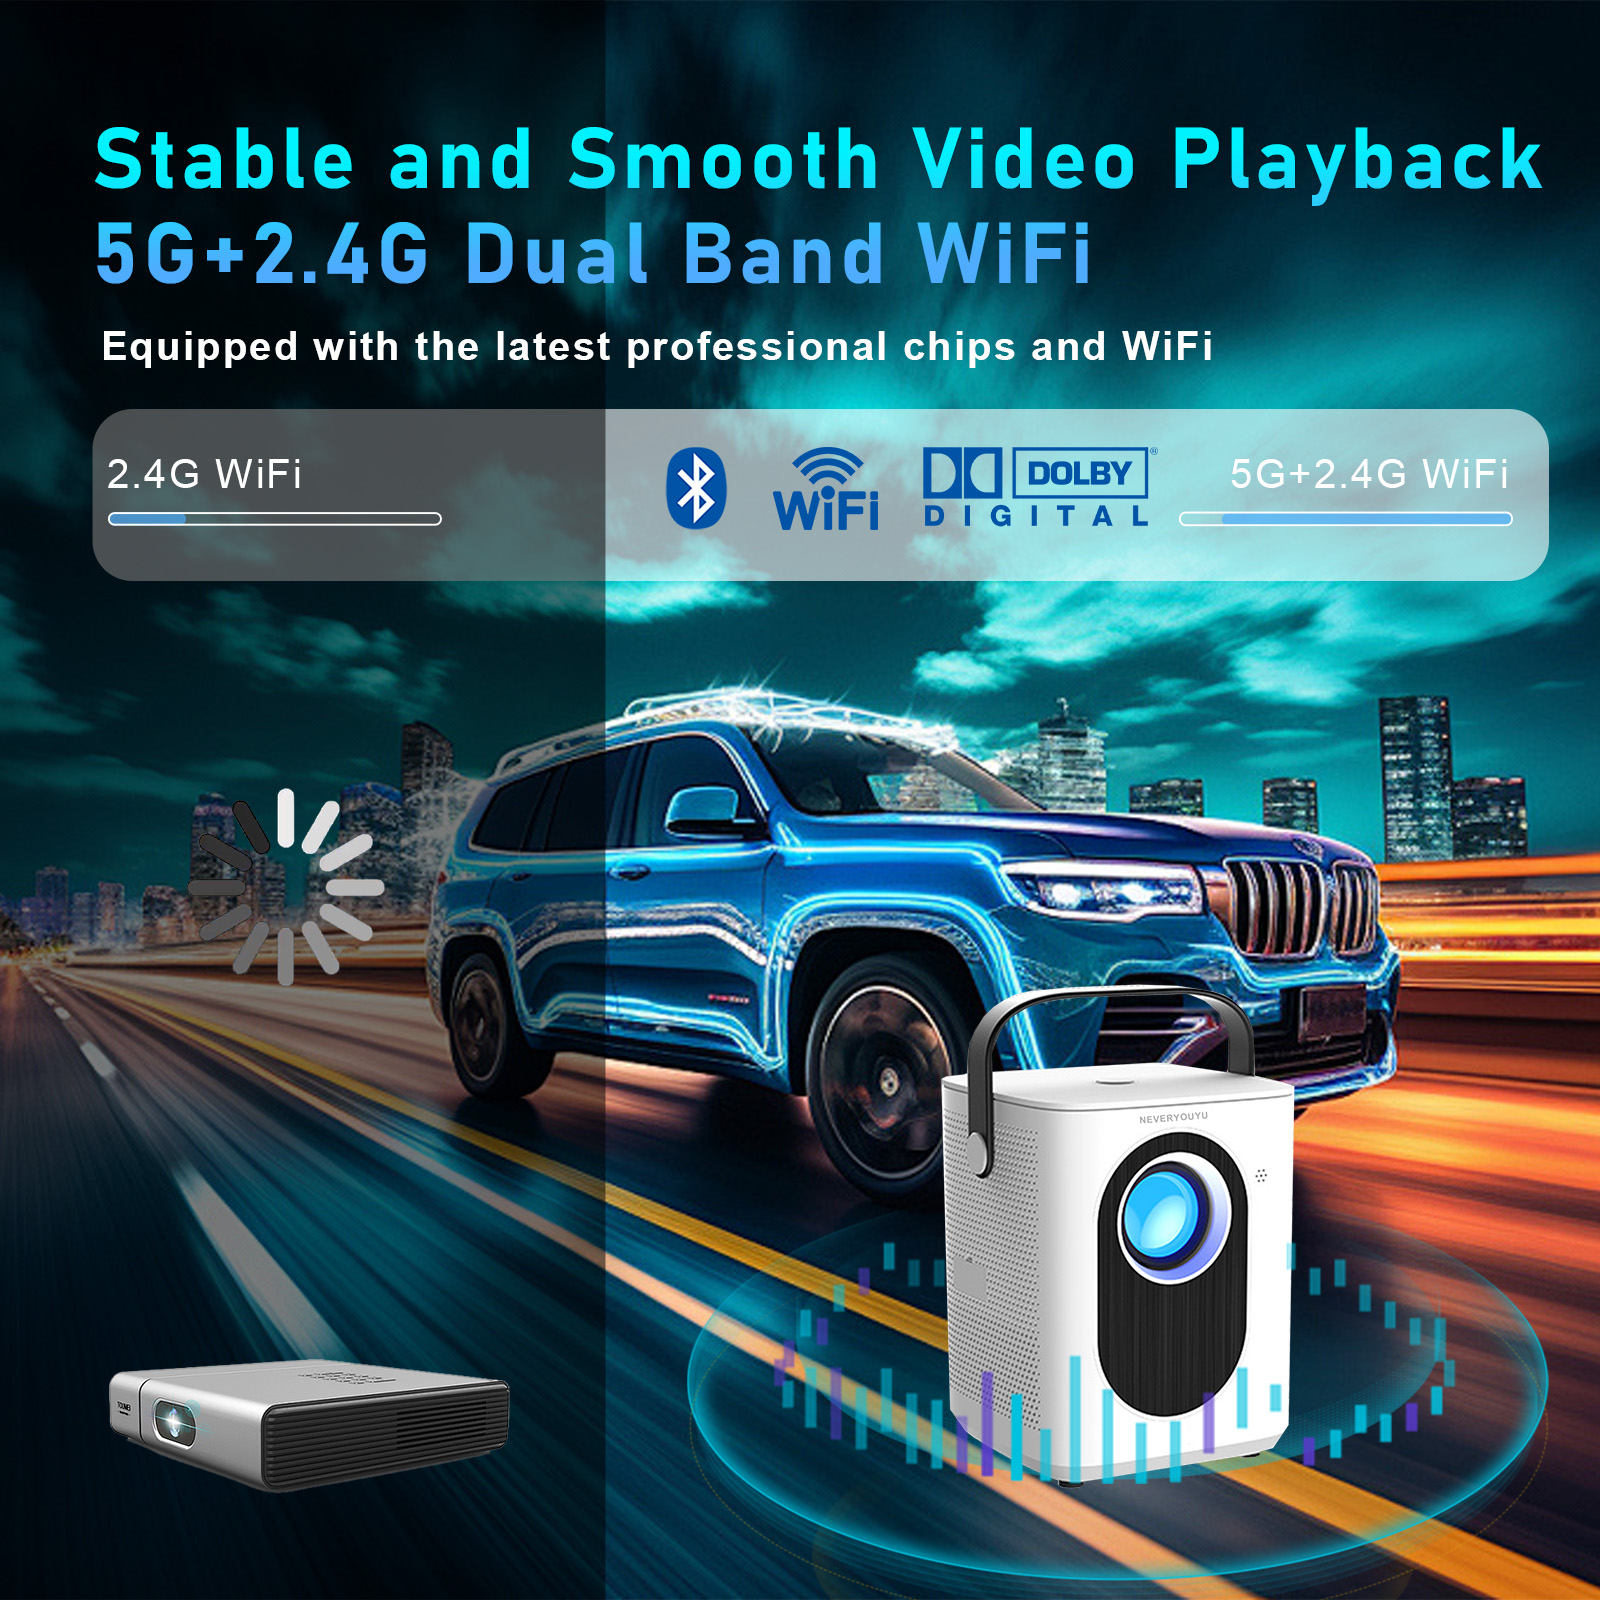 Stable and Smooth Video Playback
5G+2.4G Dual Band WiFi
Equipped with the latest professional chips and WiFi
2.4G WiFi
WiFi
DOLBY®
DIGITAL
5G+2.4G WiFi
NEVERYOUYU
TOUMEI